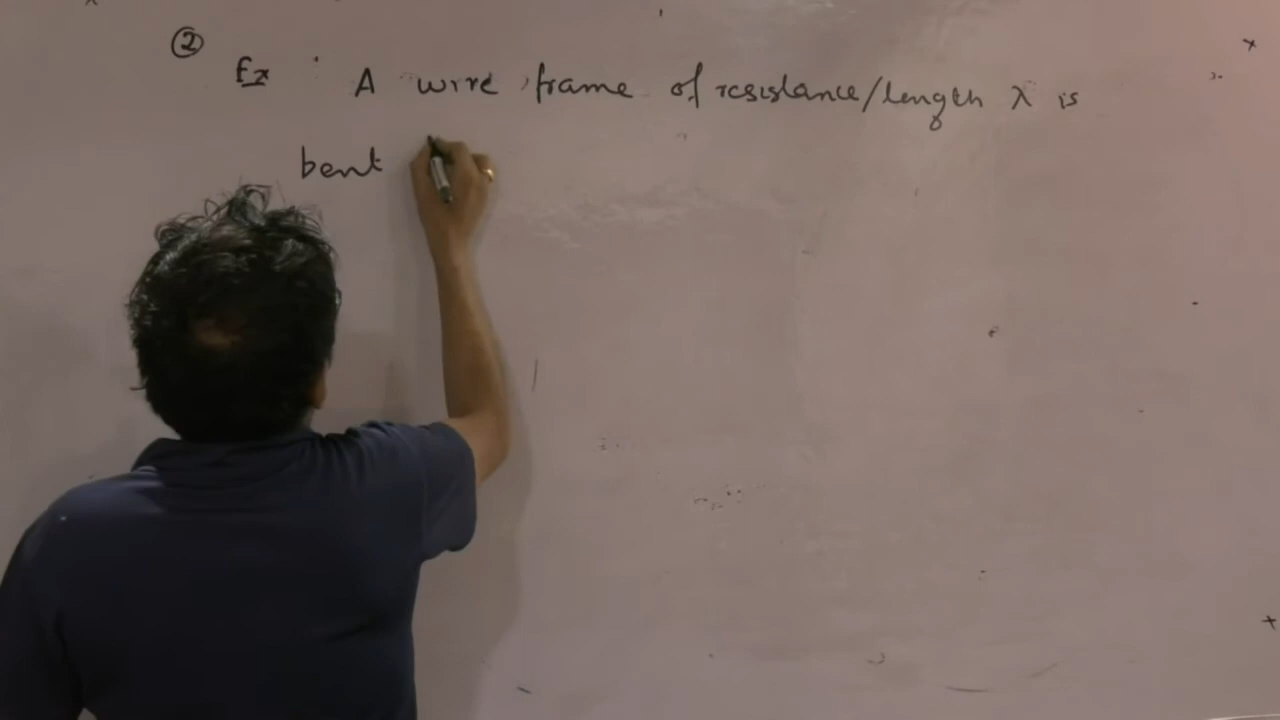 ②
Ex : A wire frame of resistance/length λ is
bent